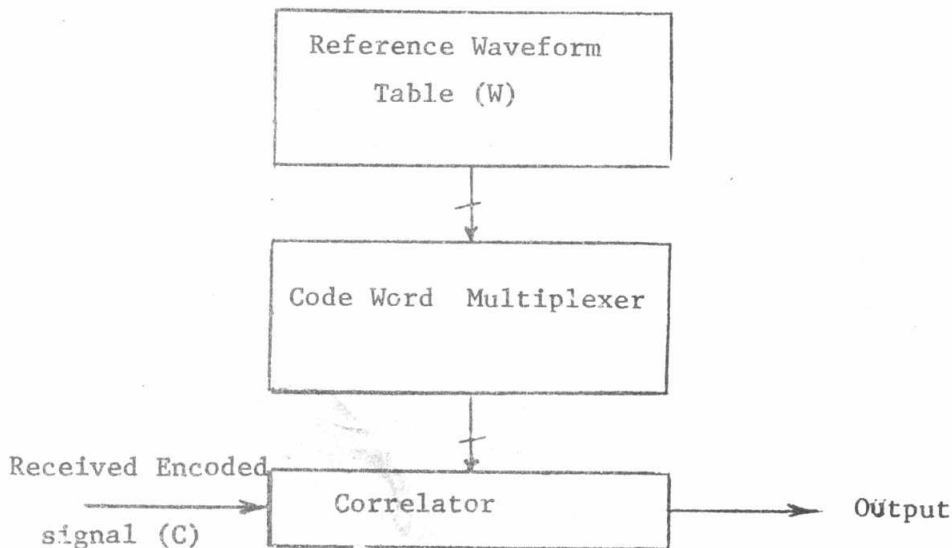 Reference Waveform
Table (W)
Code Word Multiplexer
Received Encoded
signal (C)
Correlator
Output